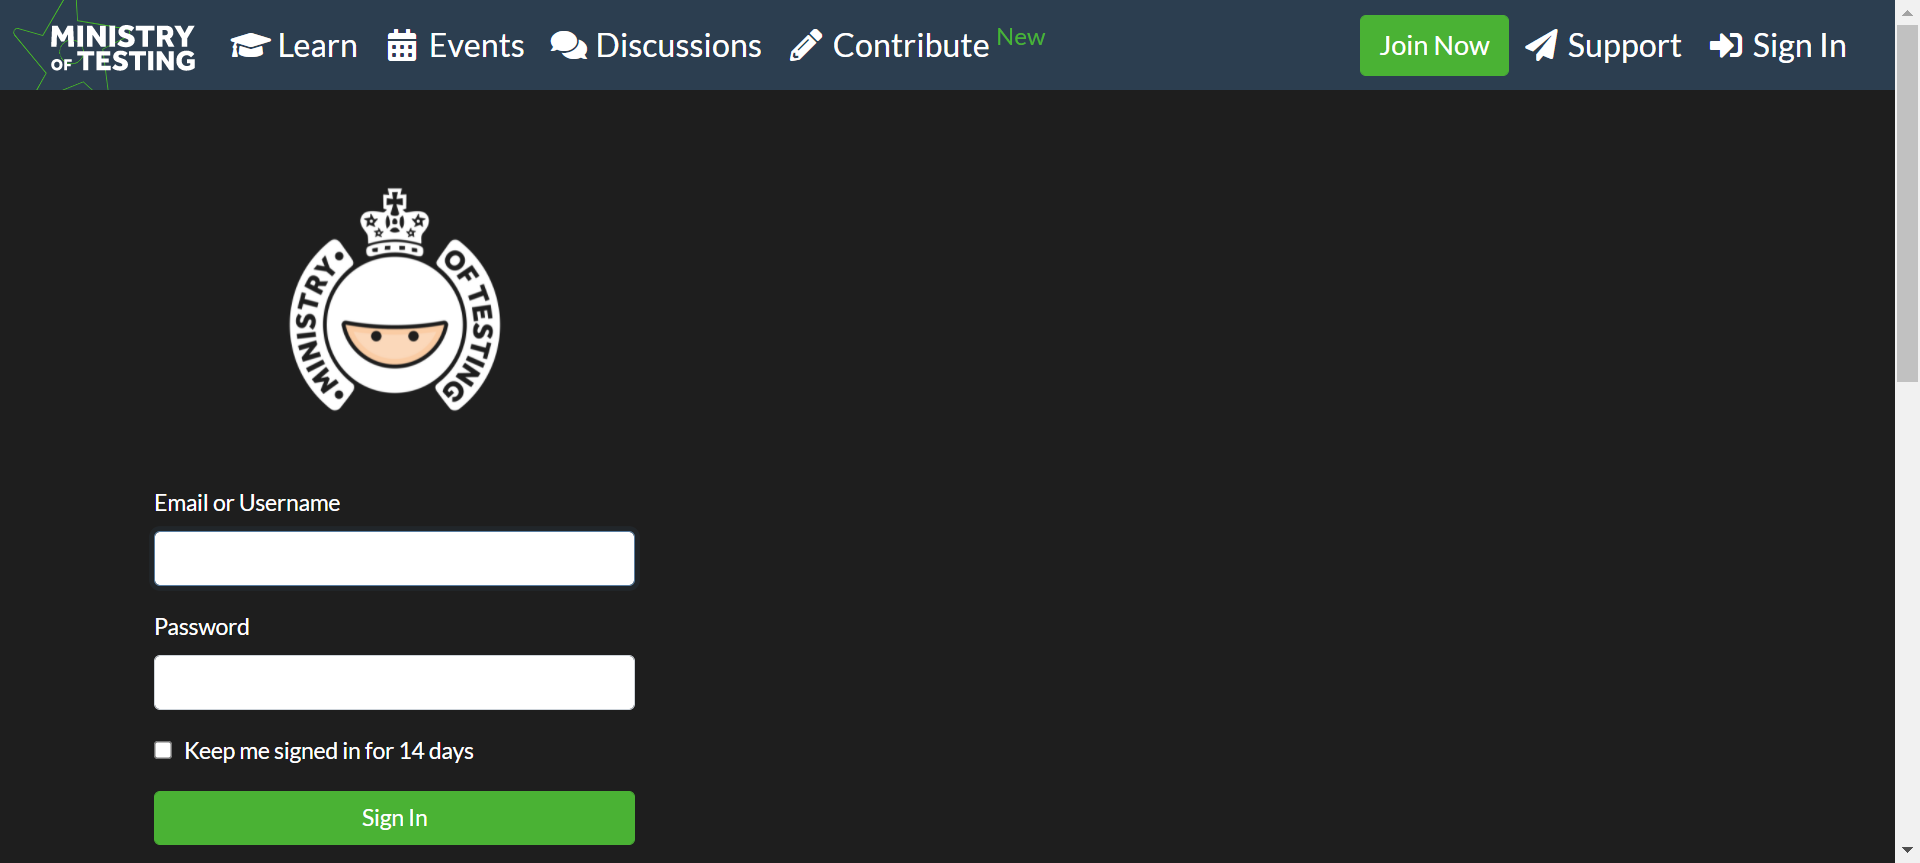 MINISTRY
OF TESTING
Learn
Events
Discussions
Contribute New
Join Now
Support
Sign In
MINISTRY
OF TESTING
Email or Username
Password
Keep me signed in for 14 days
Sign In